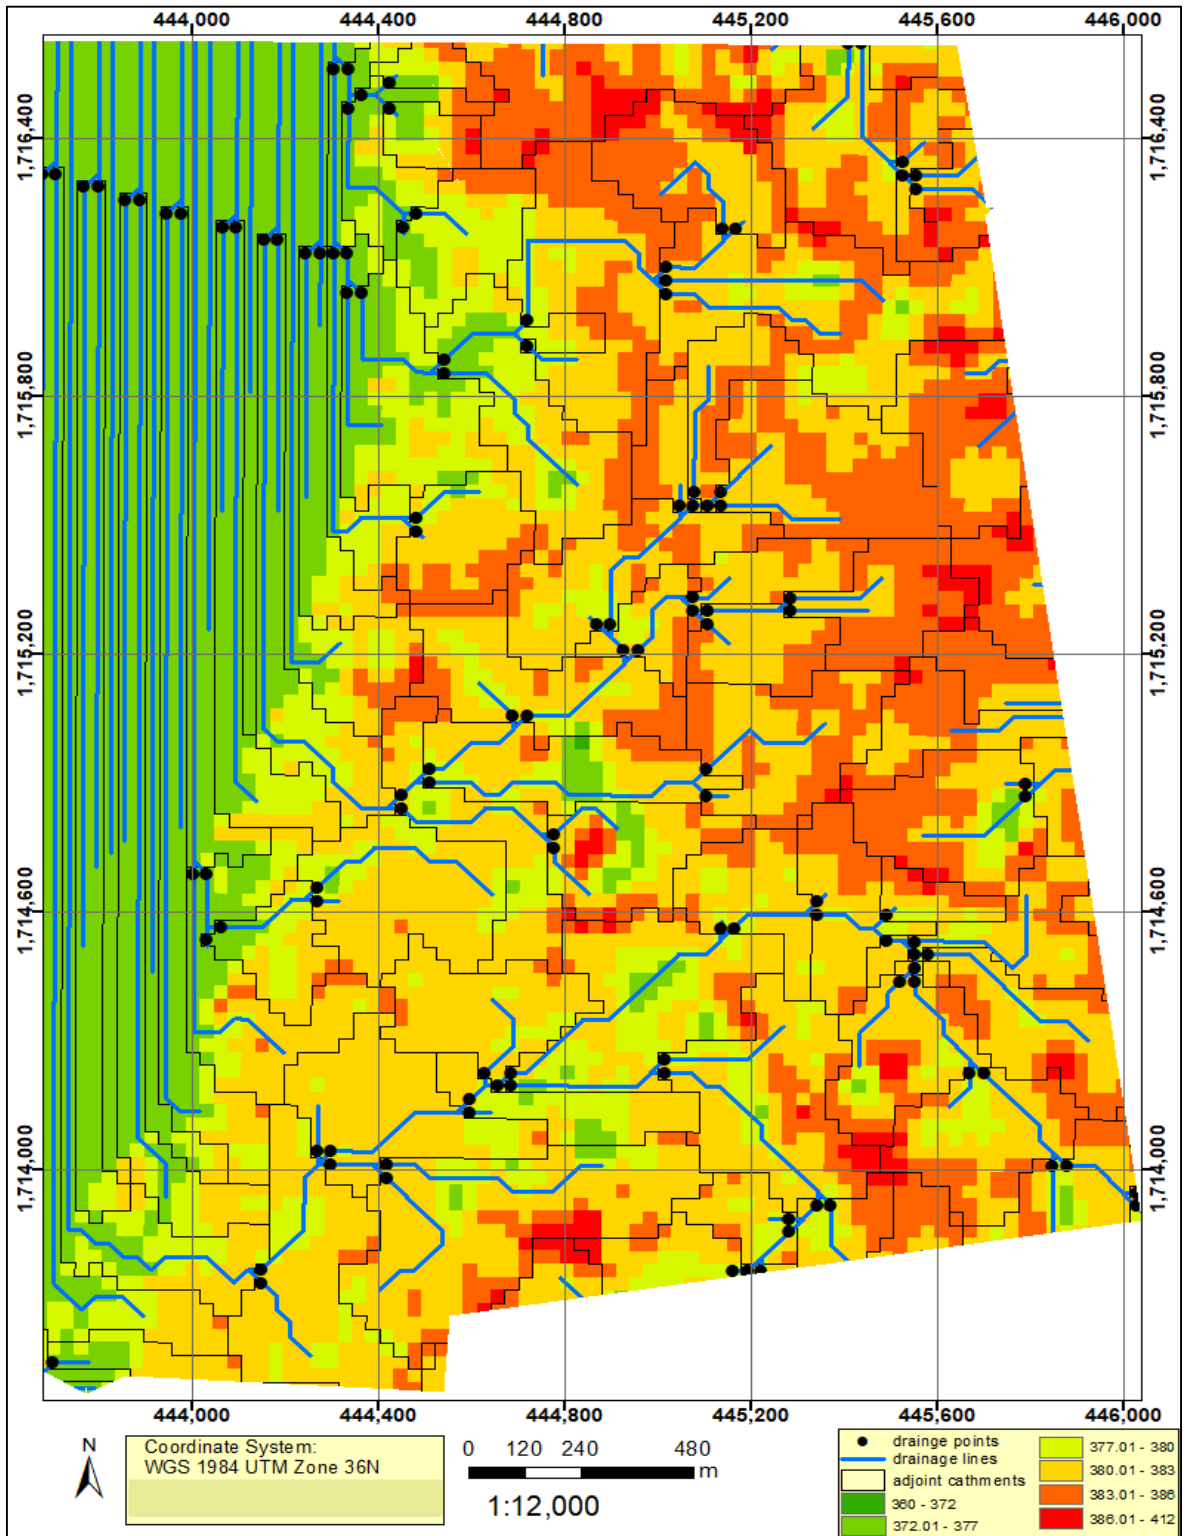 444,000 444,400 444,800 445,200 445,600 446,000
1,716,400 1,716,400
1,715,800 1,715,800
1,715,200 1,715,200
1,714,600 1,714,600
1,714,000 1,714,000
444,000 444,400 444,800 445,200 445,600 446,000
N
Coordinate System:
WGS 1984 UTM Zone 36N
0 120 240 480
m
1:12,000
drainge points
drainage lines
adjoint cathments
360 - 372
372.01 - 377
377.01 - 380
380.01 - 383
383.01 - 386
386.01 - 412